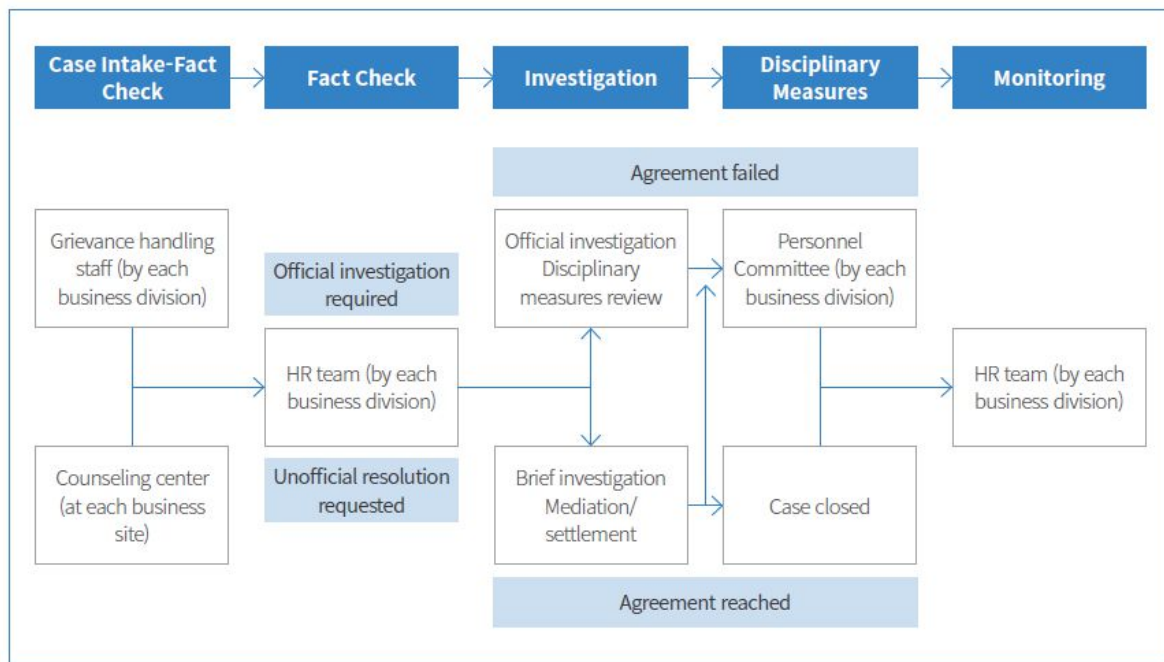 Case Intake-Fact
Check
Fact Check
Investigation
Disciplinary
Measures
Monitoring
Agreement failed
Grievance handling
staff (by each
business division)
Official investigation
required
Official investigation
Disciplinary
measures review
Personnel
Committee (by each
business division)
HR team (by each
business division)
HR team (by each
business division)
Counseling center
(at each business
site)
Unofficial resolution
requested
Brief investigation
Mediation/
settlement
Case closed
Agreement reached